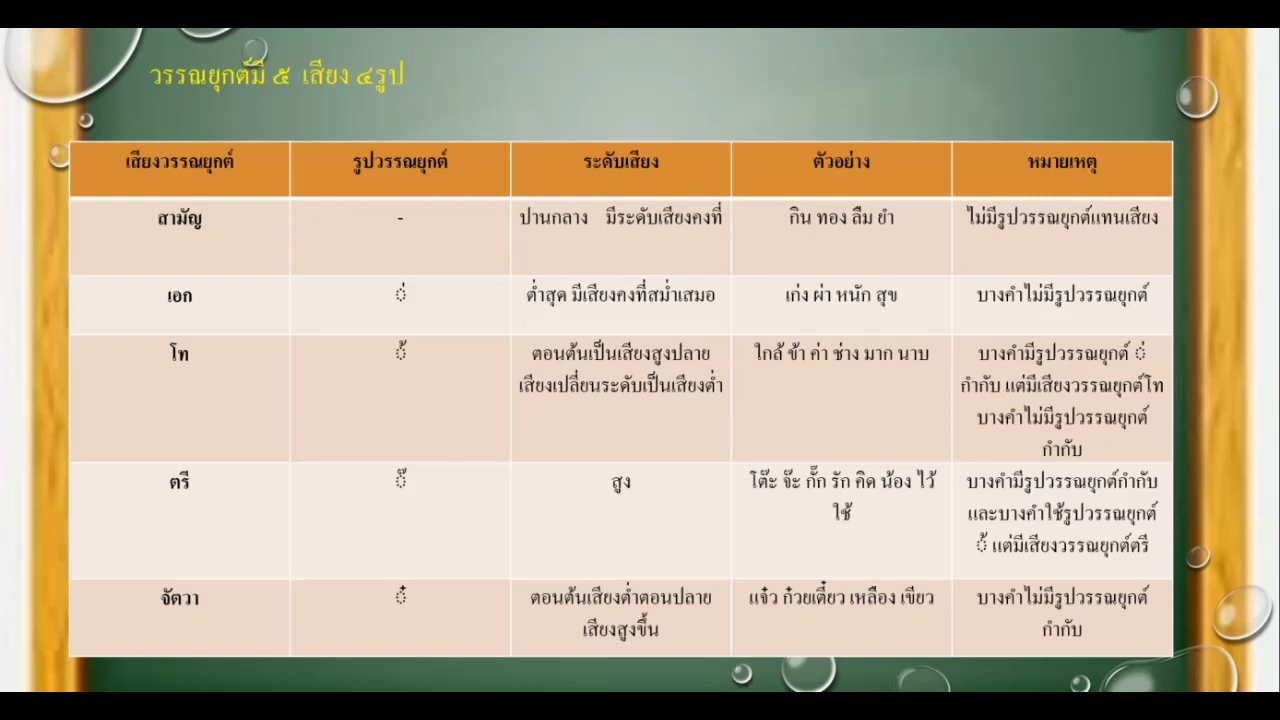 วรรณยุกต์มี ๕ เสียง ๔รูป
เสียงวรรณยุกต์ รูปวรรณยุกต์ ระดับเสียง ตัวอย่าง หมายเหตุ
สามัญ - ปานกลาง มีระดับเสียงคงที่ กิน ทอง ลืม ยำ ไม่มีรูปวรรณยุกต์แทนเสียง
เอก ่ ต่ำสุด มีเสียงคงที่สม่ำเสมอ เก่ง ผ่า หนัก สุข บางคำไม่มีรูปวรรณยุกต์
โท ้ ตอนต้นเป็นเสียงสูงปลาย ใกล้ ข้า ค่า ช่าง มาก นาบ บางคำมีรูปวรรณยุกต์ ่
เสียงเปลี่ยนระดับเป็นเสียงต่ำ กำกับ แต่มีเสียงวรรณยุกต์โท
บางคำไม่มีรูปวรรณยุกต์
กำกับ
ตรี ๊ สูง โต๊ะ จ๊ะ กั๊ก รัก คิด น้อง ไว้ บางคำมีรูปวรรณยุกต์กำกับ
ใช้ และบางคำใช้รูปวรรณยุกต์
้ แต่มีเสียงวรรณยุกต์ตรี
จัตวา ๋ ตอนต้นเสียงต่ำตอนปลาย แจ๋ว ก๋วยเตี๋ยว เหลือง เขียว บางคำไม่มีรูปวรรณยุกต์
เสียงสูงขึ้น กำกับ